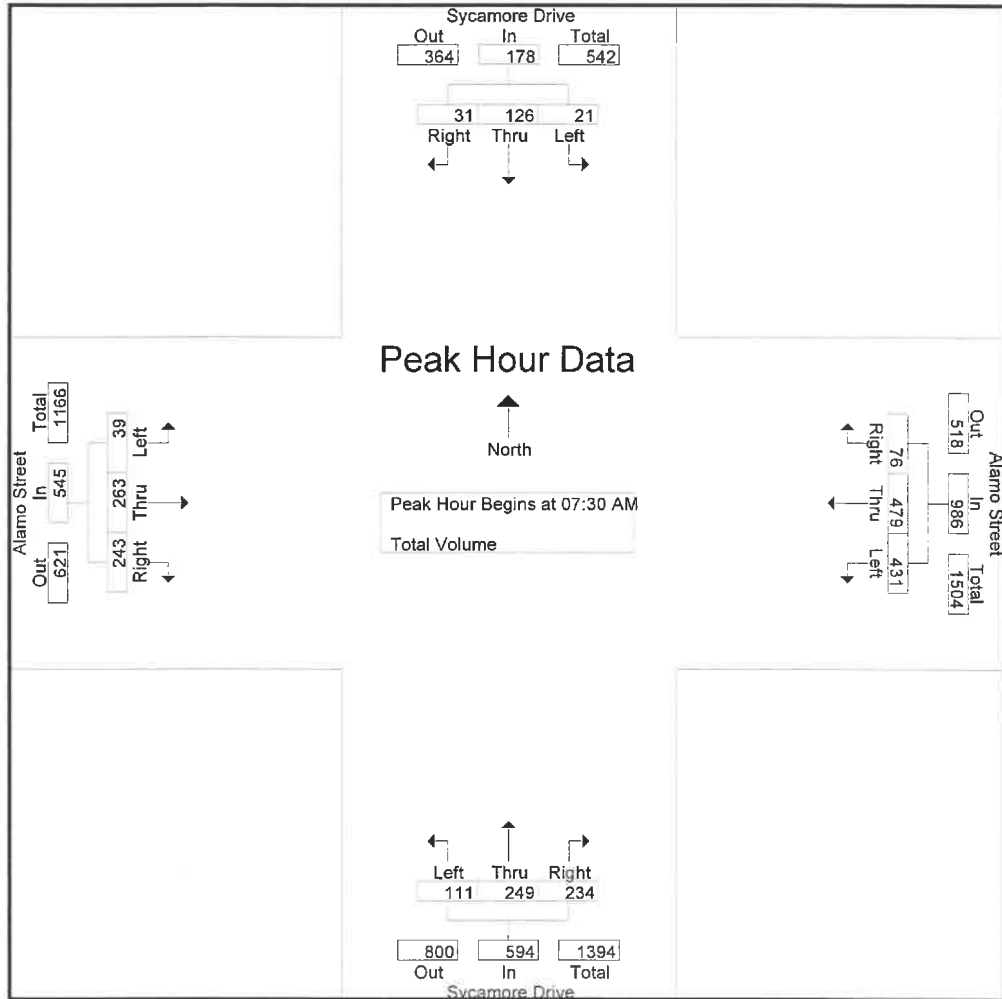 Sycamore Drive
Out In Total
364 178 542
31 126 21
Right Thru Left
Peak Hour Data
North
Peak Hour Begins at 07:30 AM
Total Volume
Alamo Street
Out In Total
621 545 1166
39 263 243
Left Thru Right
Alamo Street
Out In Total
518 986 1504
76 479 431
Right Thru Left
Left Thru Right
111 249 234
800 594 1394
Out In Total
Sycamore Drive